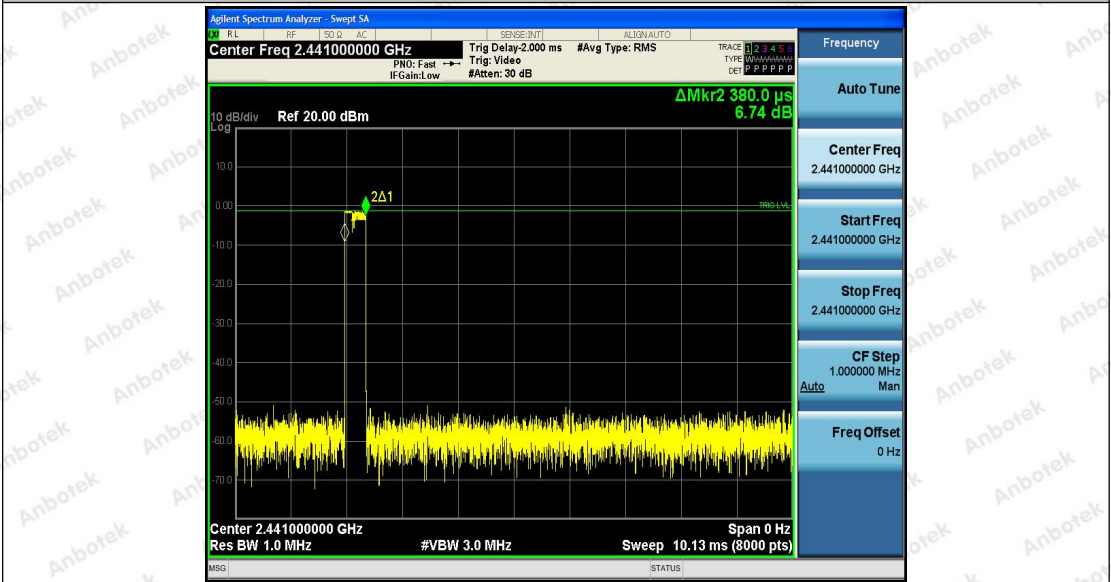 Agilent Spectrum Analyzer - Swept SA
RL RF 50 Ω AC SENSE:INT ALIGN AUTO
Center Freq 2.441000000 GHz
PNO: Fast
IFGain:Low
Trig Delay-2.000 ms
Trig: Video
#Atten: 30 dB
#Avg Type: RMS
TRACE 1 2 3 4 5 6
TYPE W
DET P P P P P P
ΔMkr2 380.0 µs
6.74 dB
10 dB/div
Log
Ref 20.00 dBm
10.0
0.00
-10.0
-20.0
-30.0
-40.0
-50.0
-60.0
-70.0
2Δ1
TRIG LVL
Center 2.441000000 GHz
Span 0 Hz
Res BW 1.0 MHz
#VBW 3.0 MHz
Sweep 10.13 ms (8000 pts)
MSG
STATUS
Frequency
Auto Tune
Center Freq
2.441000000 GHz
Start Freq
2.441000000 GHz
Stop Freq
2.441000000 GHz
CF Step
1.000000 MHz
Auto Man
Freq Offset
0 Hz
Anbotek